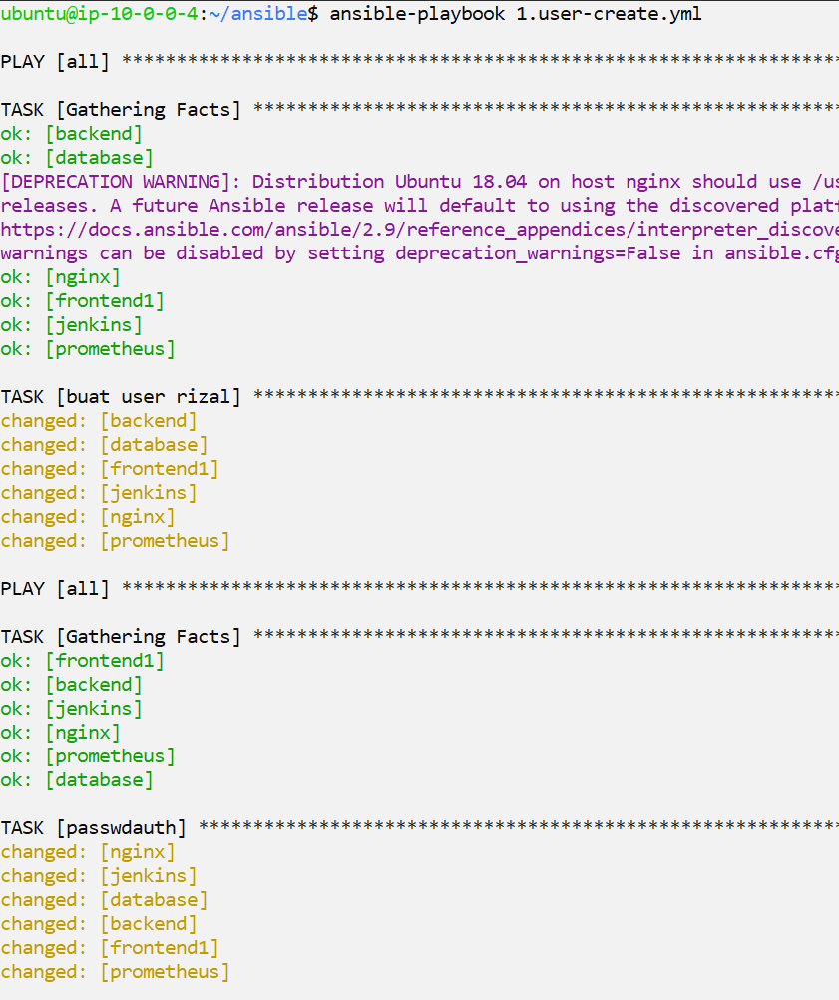 ubuntu@ip-10-0-0-4:~/ansible$ ansible-playbook 1.user-create.yml
PLAY [all] ******************************************************************
TASK [Gathering Facts] ******************************************************
ok: [backend]
ok: [database]
[DEPRECATION WARNING]: Distribution Ubuntu 18.04 on host nginx should use
releases. A future Ansible release will default to using the discovered
https://docs.ansible.com/ansible/2.9/reference_appendices/interpreter_discove
warnings can be disabled by setting deprecation_warnings=False in ansible.cfg
ok: [nginx]
ok: [frontend1]
ok: [jenkins]
ok: [prometheus]
TASK [buat user rizal] ******************************************************
changed: [backend]
changed: [database]
changed: [frontend1]
changed: [jenkins]
changed: [nginx]
changed: [prometheus]
PLAY [all] ******************************************************************
TASK [Gathering Facts] ******************************************************
ok: [frontend1]
ok: [backend]
ok: [jenkins]
ok: [nginx]
ok: [prometheus]
ok: [database]
TASK [passwdauth] ***********************************************************
changed: [nginx]
changed: [jenkins]
changed: [database]
changed: [backend]
changed: [frontend1]
changed: [prometheus]